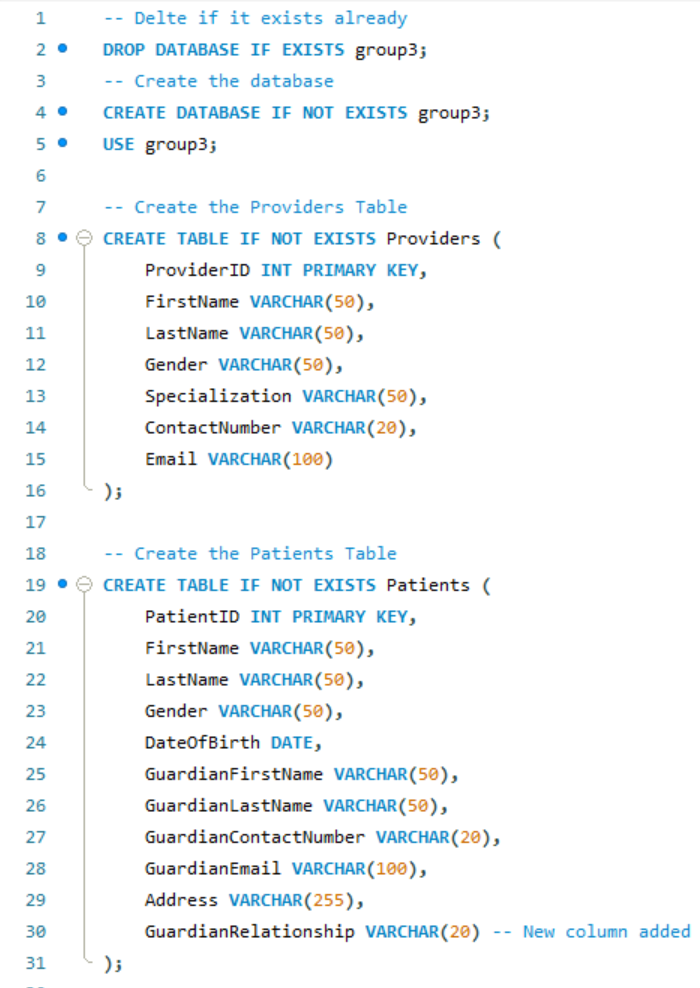 1 -- Delte if it exists already
2 DROP DATABASE IF EXISTS group3;
3 -- Create the database
4 CREATE DATABASE IF NOT EXISTS group3;
5 USE group3;
6
7 -- Create the Providers Table
8 CREATE TABLE IF NOT EXISTS Providers (
9 ProviderID INT PRIMARY KEY,
10 FirstName VARCHAR(50),
11 LastName VARCHAR(50),
12 Gender VARCHAR(50),
13 Specialization VARCHAR(50),
14 ContactNumber VARCHAR(20),
15 Email VARCHAR(100)
16 );
17
18 -- Create the Patients Table
19 CREATE TABLE IF NOT EXISTS Patients (
20 PatientID INT PRIMARY KEY,
21 FirstName VARCHAR(50),
22 LastName VARCHAR(50),
23 Gender VARCHAR(50),
24 DateOfBirth DATE,
25 GuardianFirstName VARCHAR(50),
26 GuardianLastName VARCHAR(50),
27 GuardianContactNumber VARCHAR(20),
28 GuardianEmail VARCHAR(100),
29 Address VARCHAR(255),
30 GuardianRelationship VARCHAR(20) -- New column added
31 );